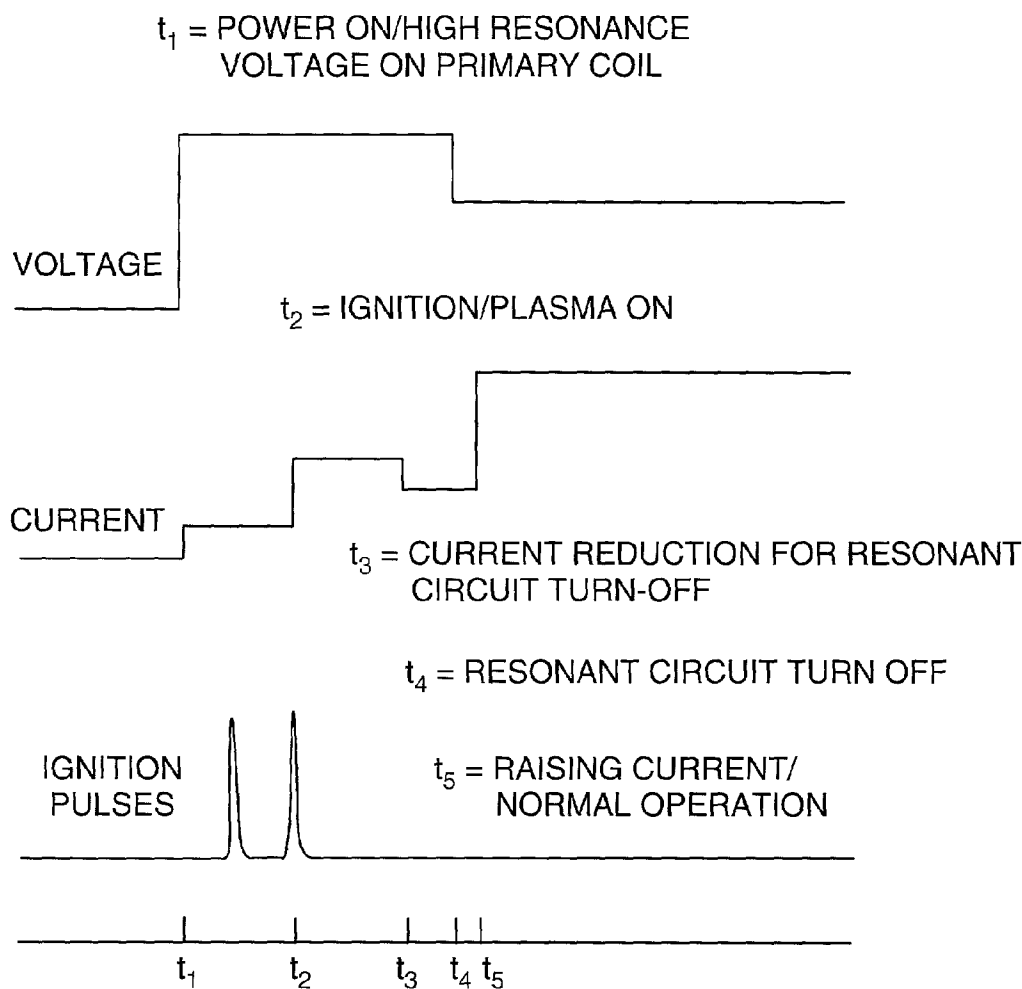 t₁ = POWER ON/HIGH RESONANCE
VOLTAGE ON PRIMARY COIL
VOLTAGE
t₂ = IGNITION/PLASMA ON
CURRENT
t₃ = CURRENT REDUCTION FOR RESONANT
CIRCUIT TURN-OFF
t₄ = RESONANT CIRCUIT TURN OFF
IGNITION
PULSES
t₅ = RAISING CURRENT/
NORMAL OPERATION
t₁ t₂ t₃ t₄ t₅